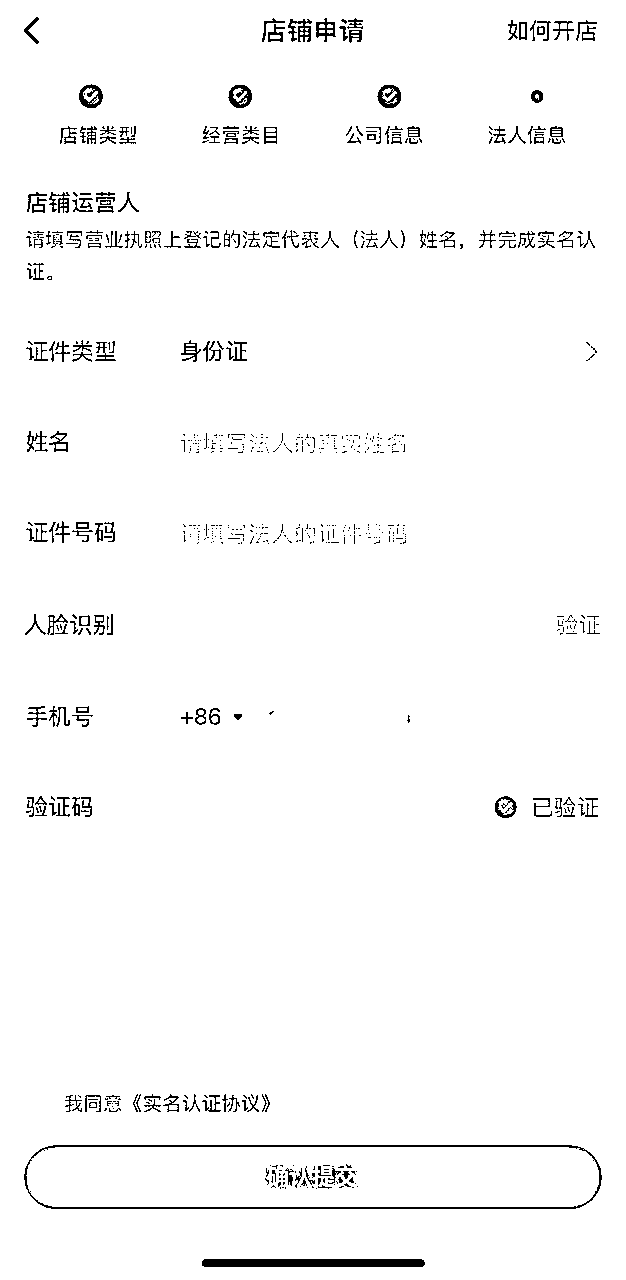 店铺申请
如何开店
店铺类型
经营类目
公司信息
法人信息
店铺运营人
请填写营业执照上登记的法定代表人（法人）姓名，并完成实名认
证。
证件类型 身份证
姓名 请填写法人的真实姓名
证件号码 请填写法人的证件号码
人脸识别 验证
手机号 +86
验证码 已验证
我同意《实名认证协议》
确认提交